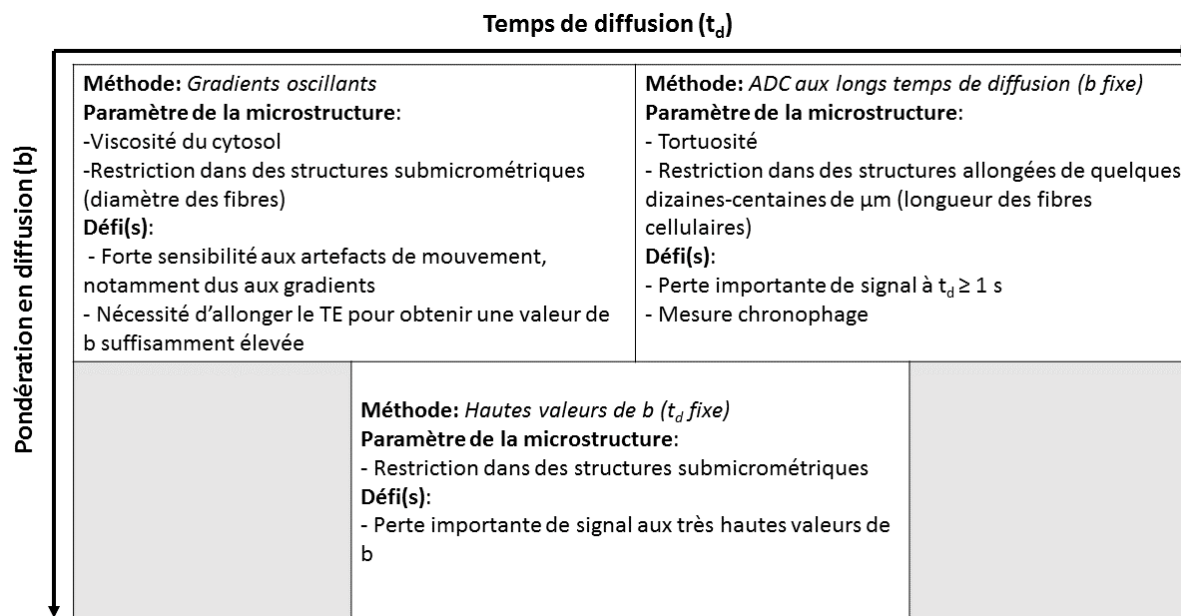 Temps de diffusion (td)
Pondération en diffusion (b)
Méthode: Gradients oscillants
Paramètre de la microstructure:
-Viscosité du cytosol
-Restriction dans des structures submicrométriques
(diamètre des fibres)
Défi(s):
- Forte sensibilité aux artefacts de mouvement,
notamment dus aux gradients
- Nécessité d'allonger le TE pour obtenir une valeur de
b suffisamment élevée
Méthode: ADC aux longs temps de diffusion (b fixe)
Paramètre de la microstructure:
- Tortuosité
- Restriction dans des structures allongées de quelques
dizaines-centaines de µm (longueur des fibres
cellulaires)
Défi(s):
- Perte importante de signal à td ≥ 1 s
- Mesure chronophage
Méthode: Hautes valeurs de b (td fixe)
Paramètre de la microstructure:
- Restriction dans des structures submicrométriques
Défi(s):
- Perte importante de signal aux très hautes valeurs de
b